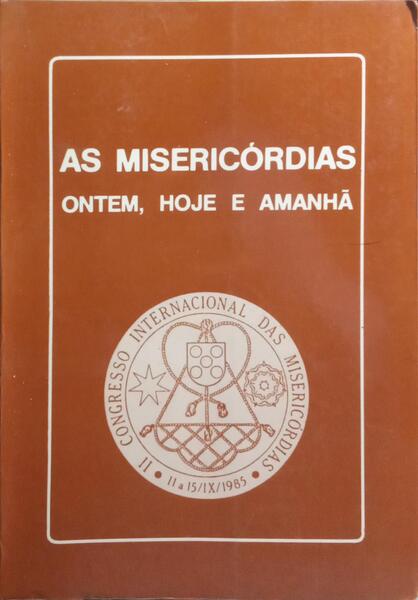 AS MISERICÓRDIAS
ONTEM, HOJE E AMANHÃ
II CONGRESSO INTERNACIONAL DAS MISERICÓRDIAS
• 11 a 15/IX/1985 •